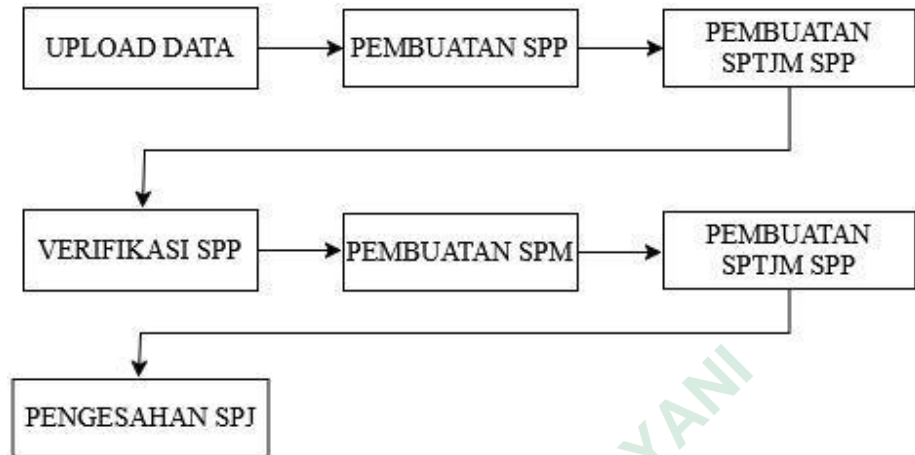 UPLOAD DATA
PEMBUATAN SPP
PEMBUATAN
SPTJM SPP
VERIFIKASI SPP
PEMBUATAN SPM
PEMBUATAN
SPTJM SPP
PENGESAHAN SPJ
YANI